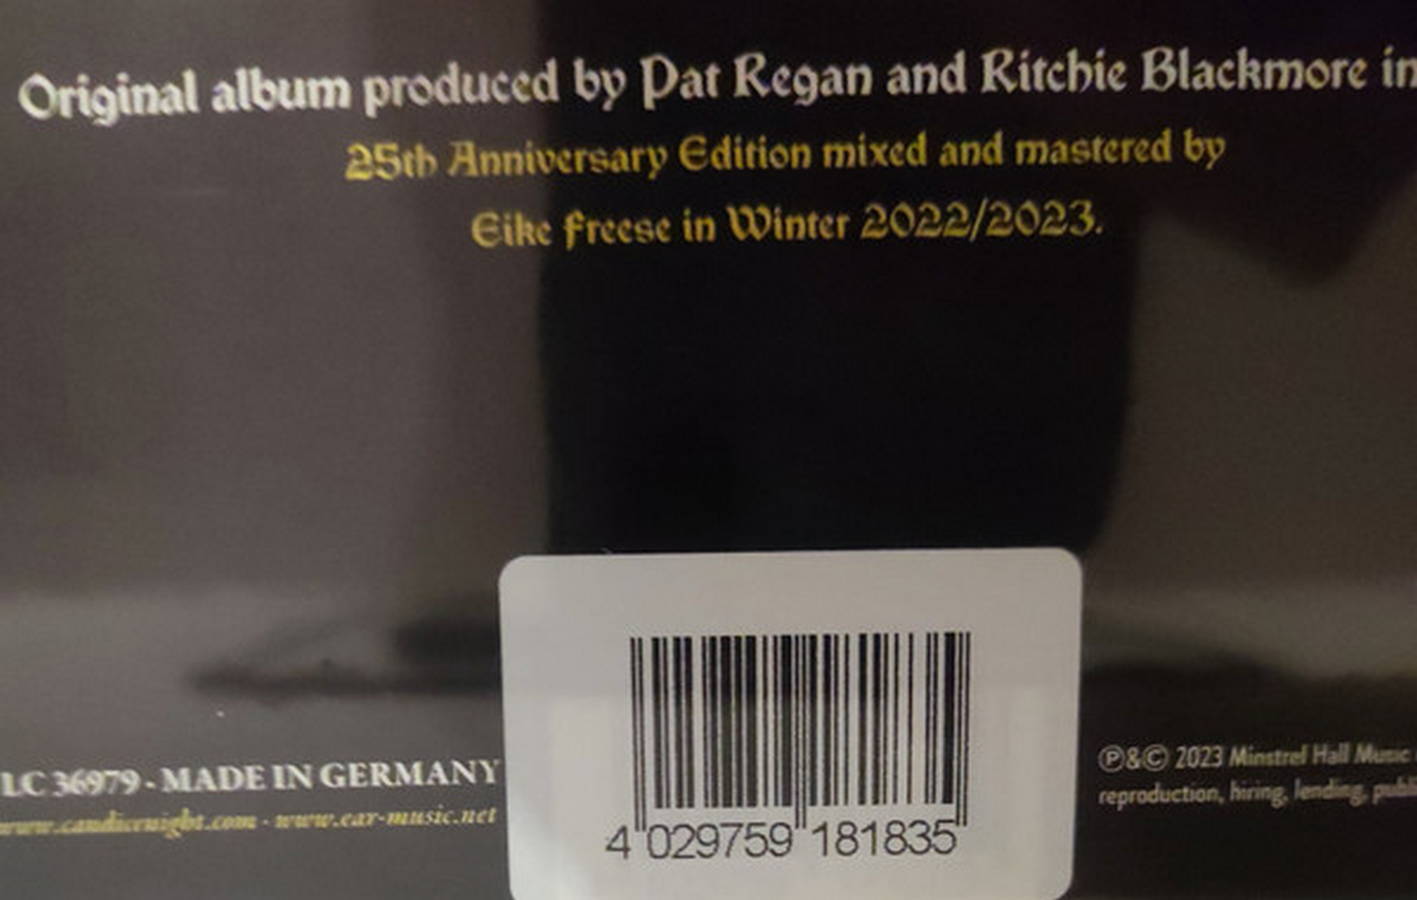 Original album produced by Pat Regan and Ritchie Blackmore in
25th Anniversary Edition mixed and mastered by
Eike Freese in Winter 2022/2023.
LC 36979 - MADE IN GERMANY
www.candicenight.com - www.ear-music.net
4 029759 181835
℗&© 2023 Minstrel Hall Music
reproduction, hiring, lending, publi